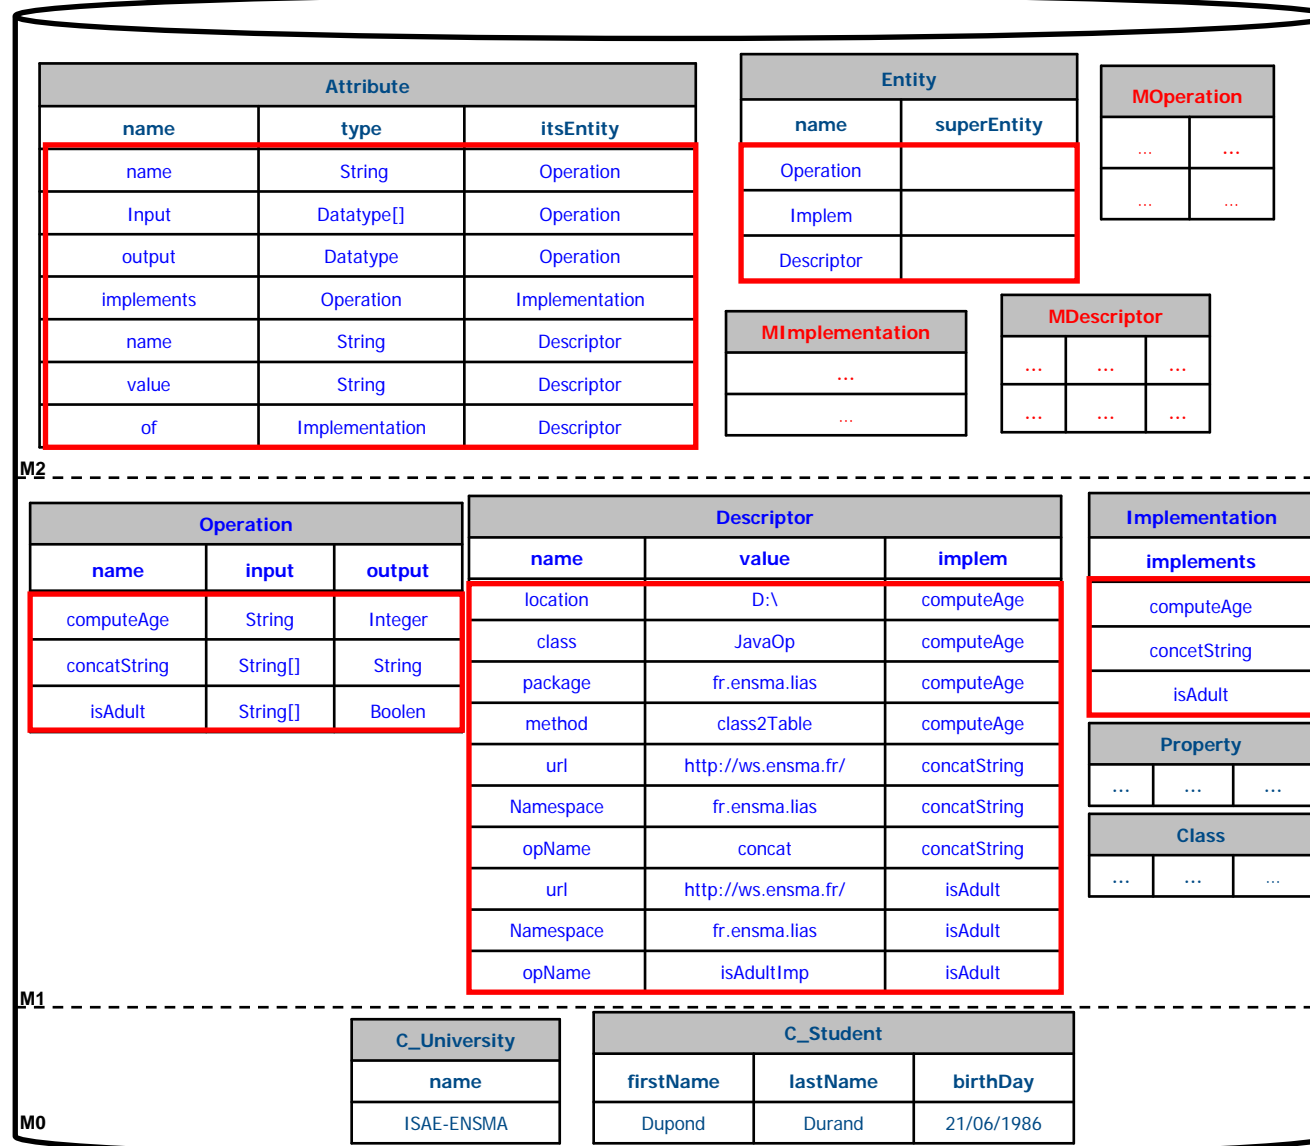 Attribute
name type itsEntity
name String Operation
Input Datatype[] Operation
output Datatype Operation
implements Operation Implementation
name String Descriptor
value String Descriptor
of Implementation Descriptor
Entity
name superEntity
Operation
Implem
Descriptor
MOperation
... ...
... ...
MImplementation
...
...
MDescriptor
... ... ...
... ... ...
M2
Operation
name input output
computeAge String Integer
concatString String[] String
isAdult String[] Boolen
Descriptor
name value implem
location D:\ computeAge
class JavaOp computeAge
package fr.ensma.lias computeAge
method class2Table computeAge
url http://ws.ensma.fr/ concatString
Namespace fr.ensma.lias concatString
opName concat concatString
url http://ws.ensma.fr/ isAdult
Namespace fr.ensma.lias isAdult
opName isAdultImp isAdult
Implementation
implements
computeAge
concetString
isAdult
Property
... ... ...
Class
... ... ...
M1
C_University
name
ISAE-ENSMA
C_Student
firstName lastName birthDay
Dupond Durand 21/06/1986
M0